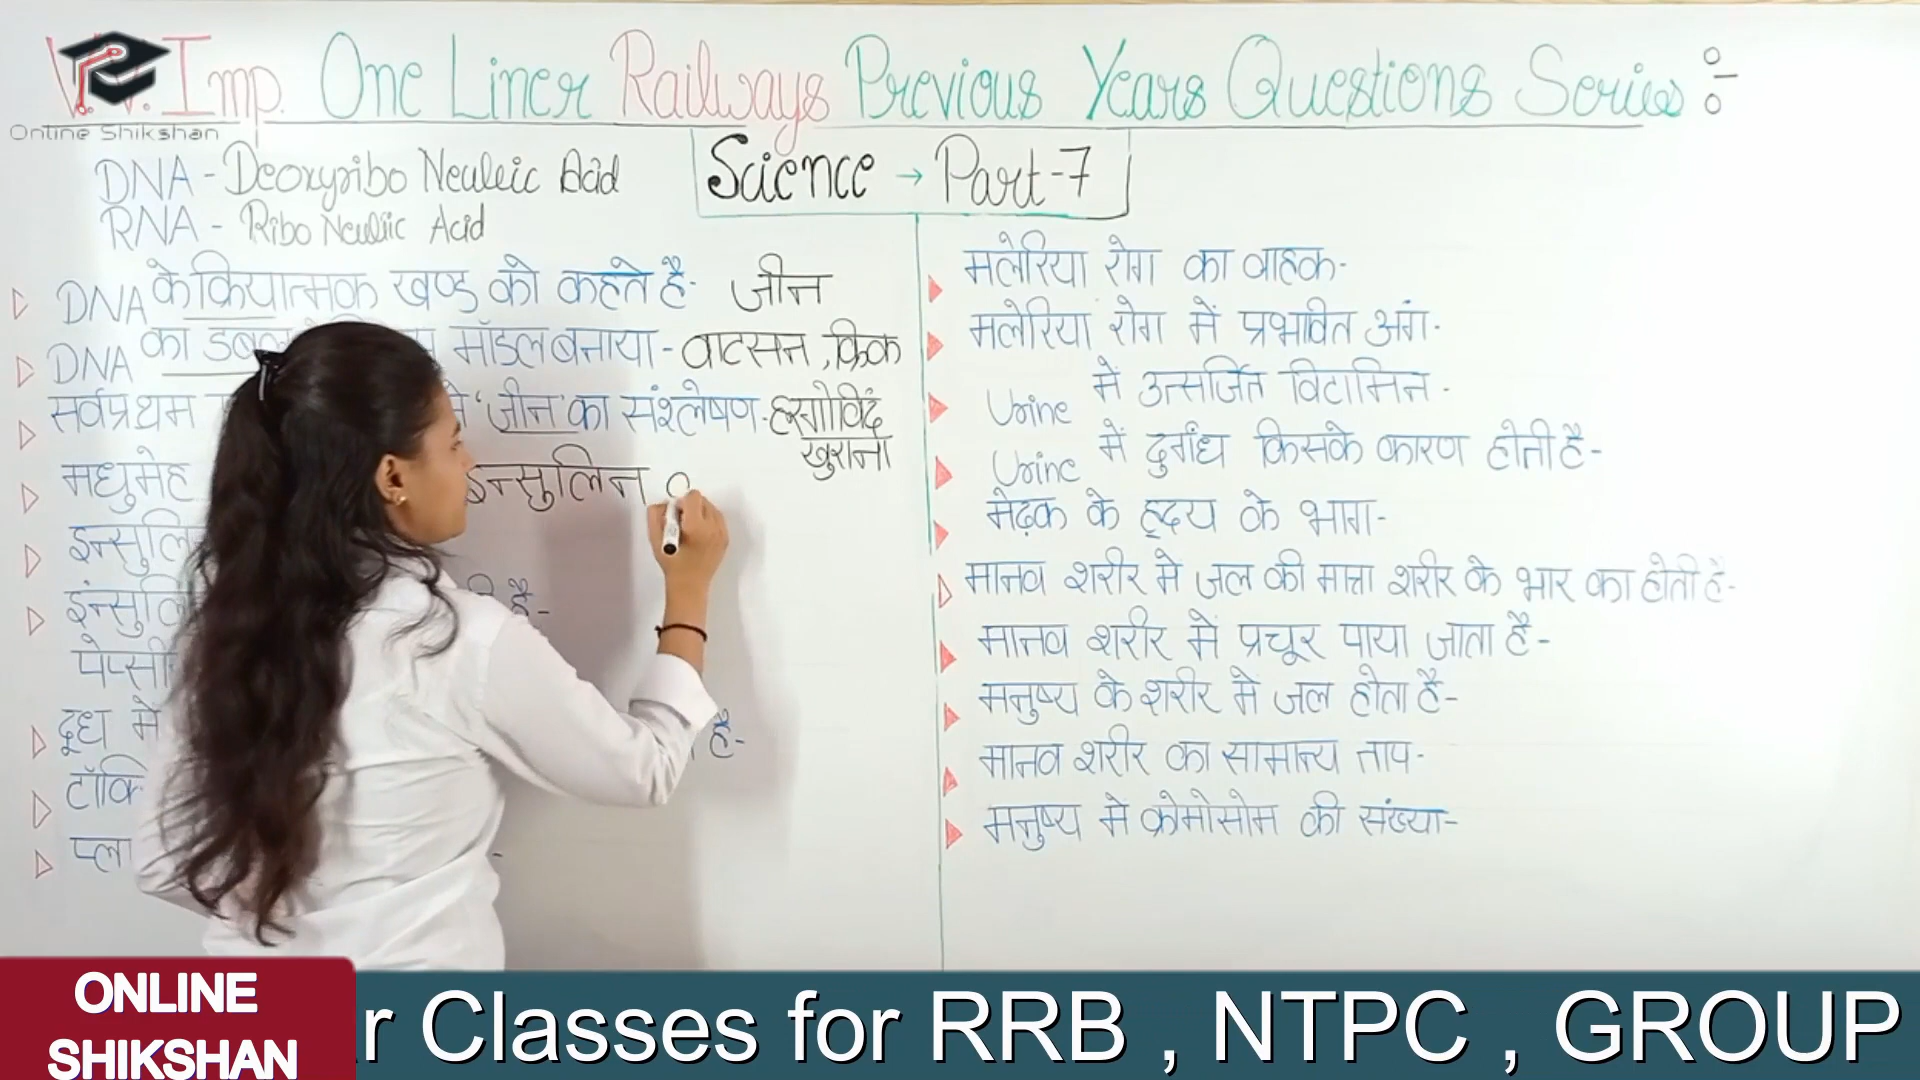 V.V. Imp. One Liner Railways Previous Years Questions Series ÷
Online Shikshan
Science → Part-7
DNA - Deoxyribo Neuleic Acid
RNA - Ribo Neuliic Acid
DNA के क्रियात्मक खण्ड को कहते है- जीन
DNA का डबल मॉडल बनाया - वाटसन, क्रिक
सर्वप्रथम ने 'जीन' का संश्लेषण - हरगोविंद
खुराना
मधुमेह इन्सुलिन
इन्सुलि
इंन्सुलि है-
पेप्सी
दूध में है-
टॉक्सि
प्ला -
मलेरिया रोग का वाहक-
मलेरिया रोग में प्रभावित अंग-
Urine में उत्सर्जित विटामिन-
Urine में दुर्गंध किसके कारण होती है-
मेढ़क के हृदय के भाग-
मानव शरीर में जल की मात्रा शरीर के भार का होती है-
मानव शरीर में प्रचूर पाया जाता है-
मनुष्य के शरीर में जल होता है-
मानव शरीर का सामान्य ताप-
मनुष्य में क्रोमोसोम की संख्या-
ONLINE
SHIKSHAN
r Classes for RRB , NTPC , GROUP